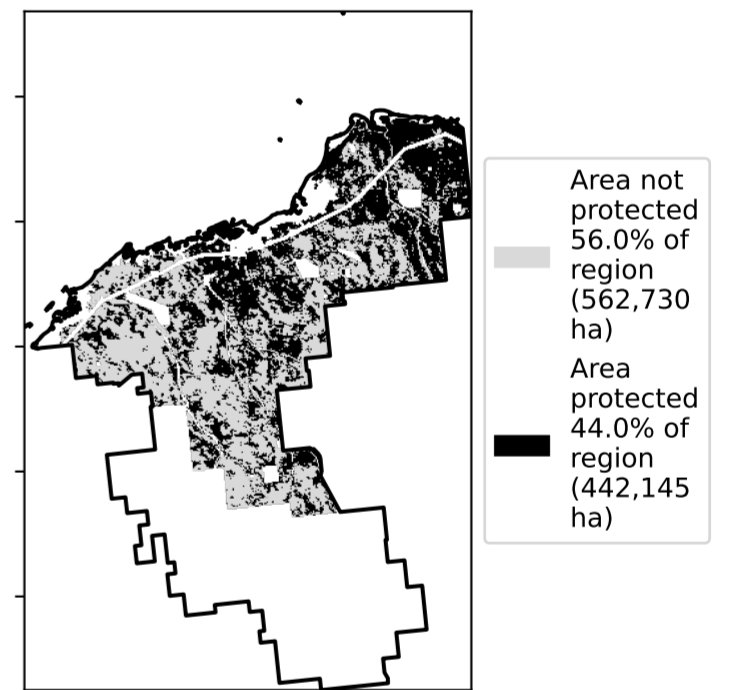 Area not
protected
56.0% of
region
(562,730
ha)
Area
protected
44.0% of
region
(442,145
ha)